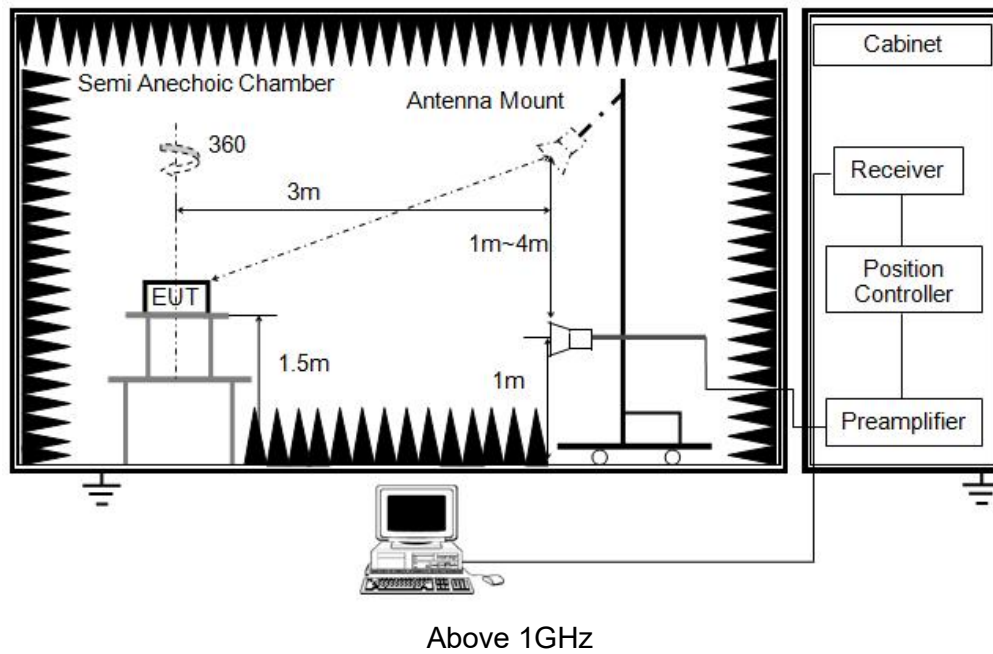 Cabinet
Semi Anechoic Chamber
Antenna Mount
360
Receiver
3m
1m~4m
Position
Controller
EUT
1.5m
1m
Preamplifier
Above 1GHz